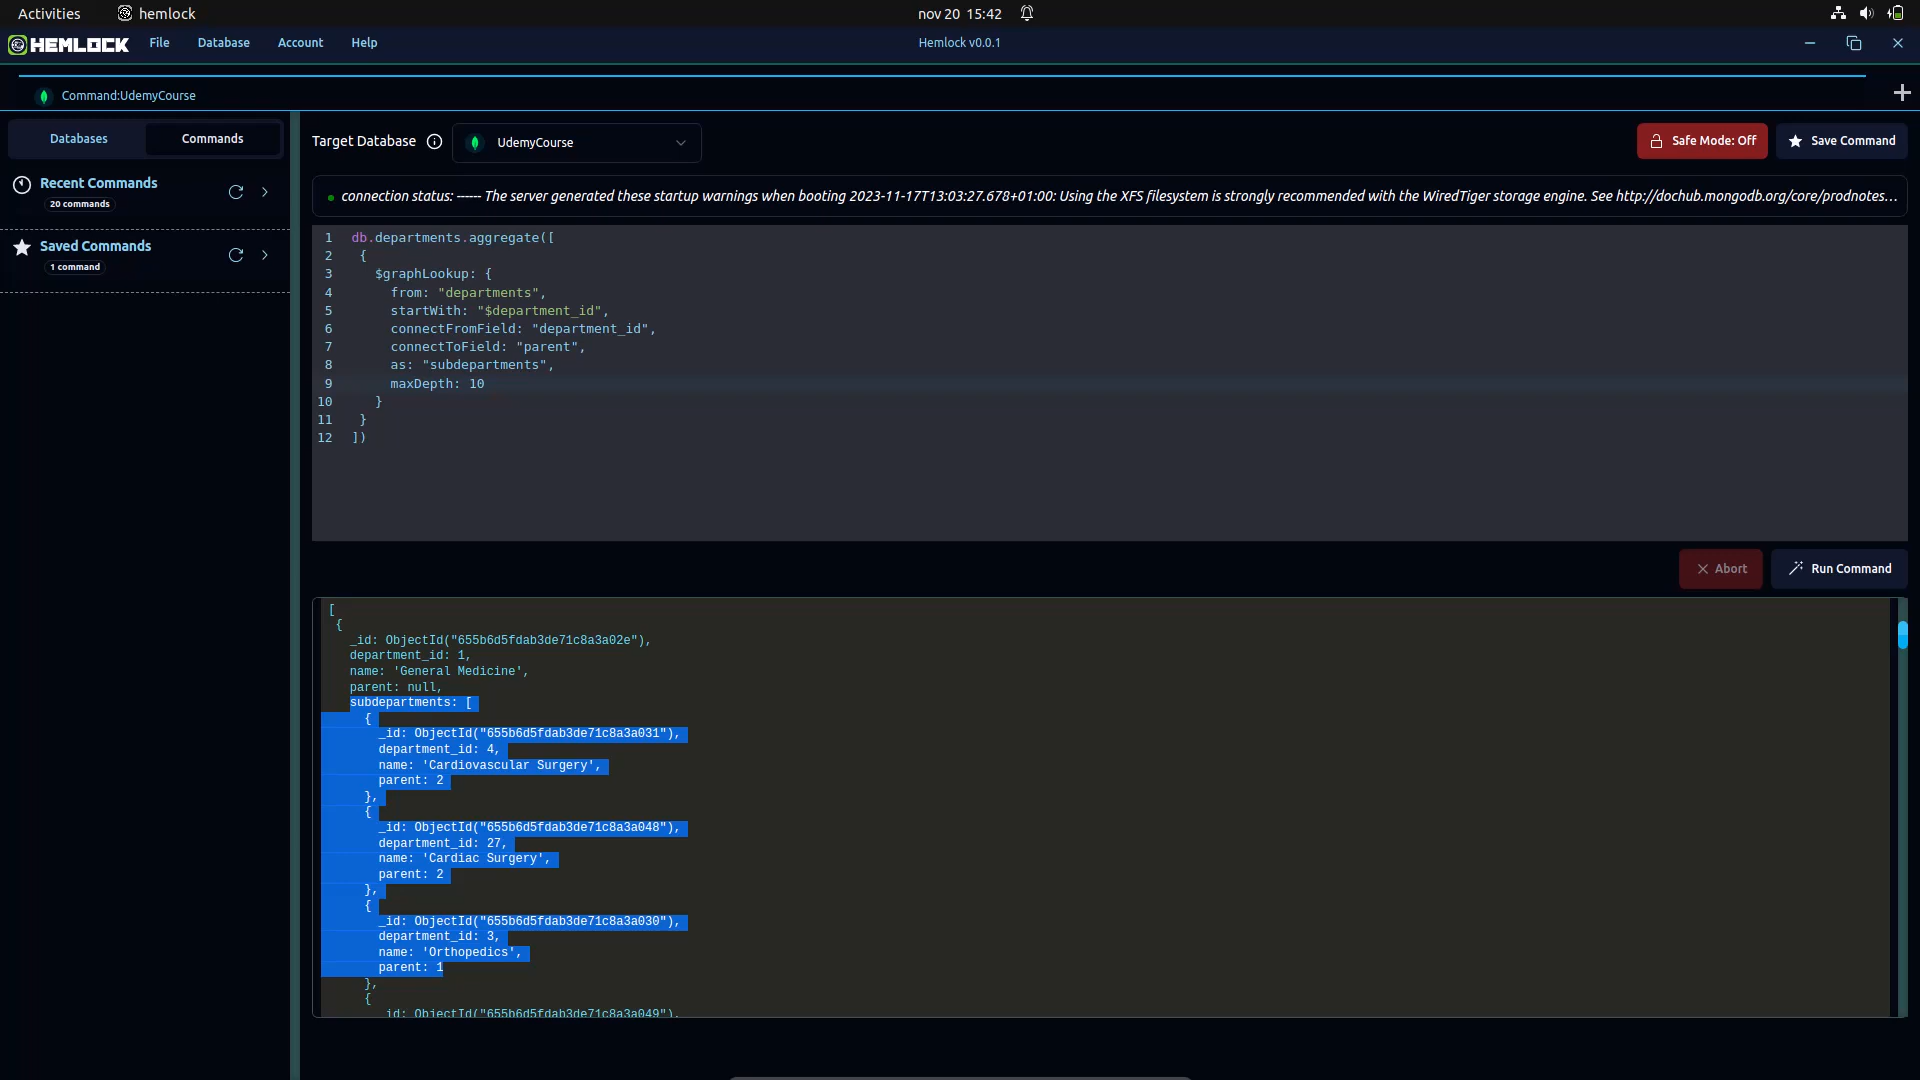 Activities hemlock nov 20 15:42
HEMLOCK File Database Account Help Hemlock v0.0.1
Command:UdemyCourse
Databases Commands
Recent Commands
20 commands
Saved Commands
1 command
Target Database UdemyCourse Safe Mode: Off Save Command
connection status: ------ The server generated these startup warnings when booting 2023-11-17T13:03:27.678+01:00: Using the XFS filesystem is strongly recommended with the WiredTiger storage engine. See http://dochub.mongodb.org/core/prodnotes...
1 db.departments.aggregate([
2 {
3 $graphLookup: {
4 from: "departments",
5 startWith: "$department_id",
6 connectFromField: "department_id",
7 connectToField: "parent",
8 as: "subdepartments",
9 maxDepth: 10
10 }
11 }
12 ])
Abort Run Command
[
{
_id: ObjectId("655b6d5fdab3de71c8a3a02e"),
department_id: 1,
name: 'General Medicine',
parent: null,
subdepartments: [
{
_id: ObjectId("655b6d5fdab3de71c8a3a031"),
department_id: 4,
name: 'Cardiovascular Surgery',
parent: 2
},
{
_id: ObjectId("655b6d5fdab3de71c8a3a048"),
department_id: 27,
name: 'Cardiac Surgery',
parent: 2
},
{
_id: ObjectId("655b6d5fdab3de71c8a3a030"),
department_id: 3,
name: 'Orthopedics',
parent: 1
},
{
_id: ObjectId("655b6d5fdab3de71c8a3a049"),